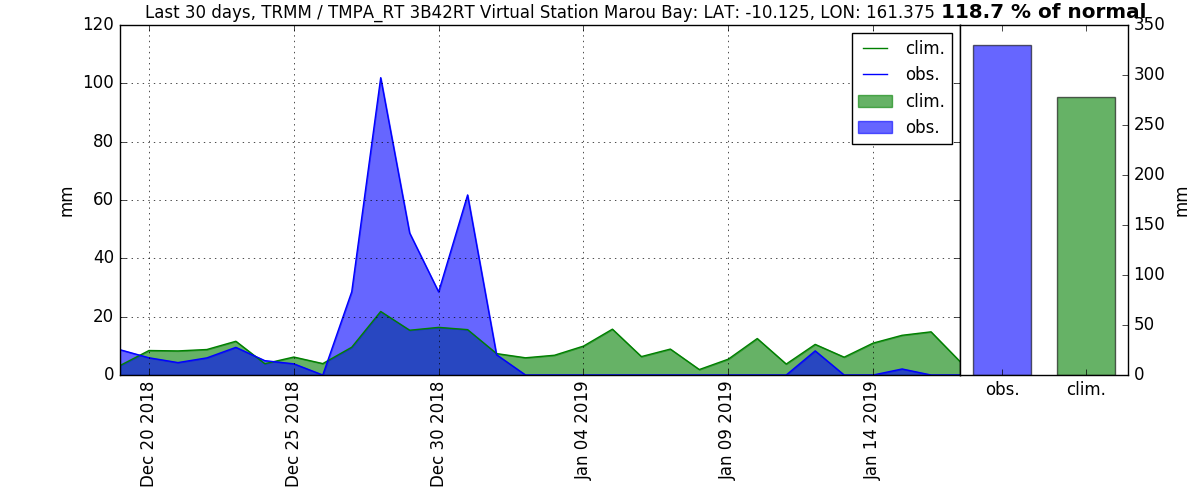 Last 30 days, TRMM / TMPA_RT 3B42RT Virtual Station Marou Bay: LAT: -10.125, LON: 161.375 118.7 % of normal
120
100
80
60
40
20
0
mm
clim.
obs.
clim.
obs.
Dec 20 2018
Dec 25 2018
Dec 30 2018
Jan 04 2019
Jan 09 2019
Jan 14 2019
350
300
250
200
150
100
50
0
mm
obs.
clim.